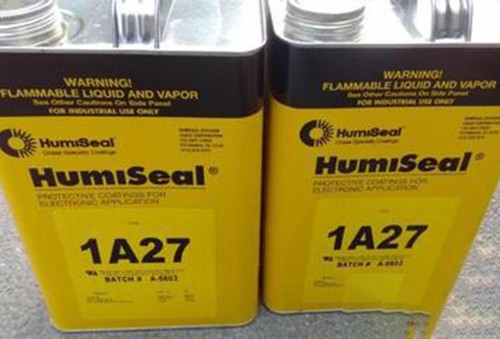 WARNING!
FLAMMABLE LIQUID AND VAPOR
See Other Cautions On Side Panel
FOR INDUSTRIAL USE ONLY
HumiSeal
Chase Specialty Coatings
HumiSeal®
PROTECTIVE COATINGS FOR
ELECTRONIC APPLICATION
1A27
BATCH # A-5603
WARNING!
FLAMMABLE LIQUID AND VAPOR
See Other Cautions On Side Panel
FOR INDUSTRIAL USE ONLY
HumiSeal
Chase Specialty Coatings
HumiSeal®
PROTECTIVE COATINGS FOR
ELECTRONIC APPLICATION
1A27
BATCH # A-5603